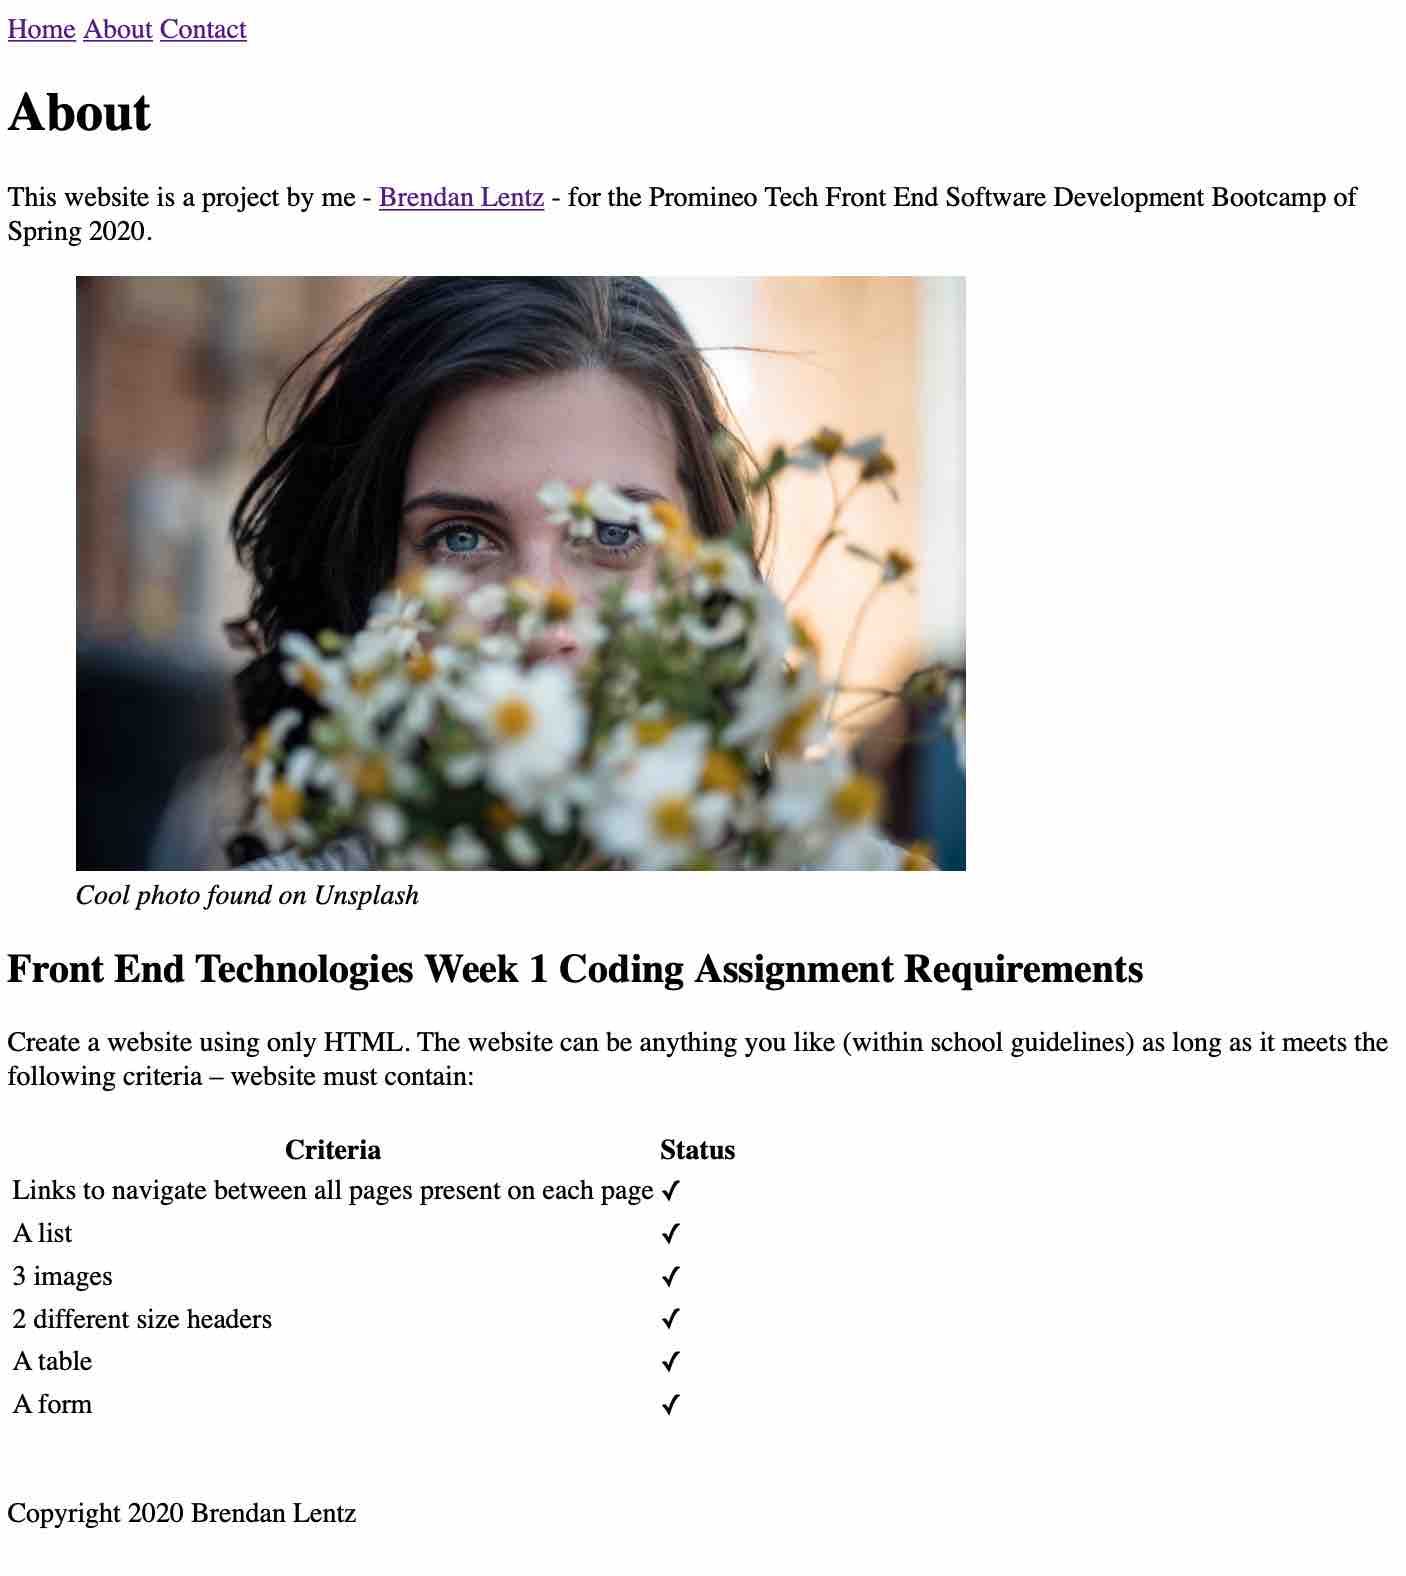 Home About Contact
About
This website is a project by me - Brendan Lentz - for the Promineo Tech Front End Software Development Bootcamp of
Spring 2020.
Cool photo found on Unsplash
Front End Technologies Week 1 Coding Assignment Requirements
Create a website using only HTML. The website can be anything you like (within school guidelines) as long as it meets the
following criteria – website must contain:
Criteria Status
Links to navigate between all pages present on each page ✓
A list ✓
3 images ✓
2 different size headers ✓
A table ✓
A form ✓
Copyright 2020 Brendan Lentz